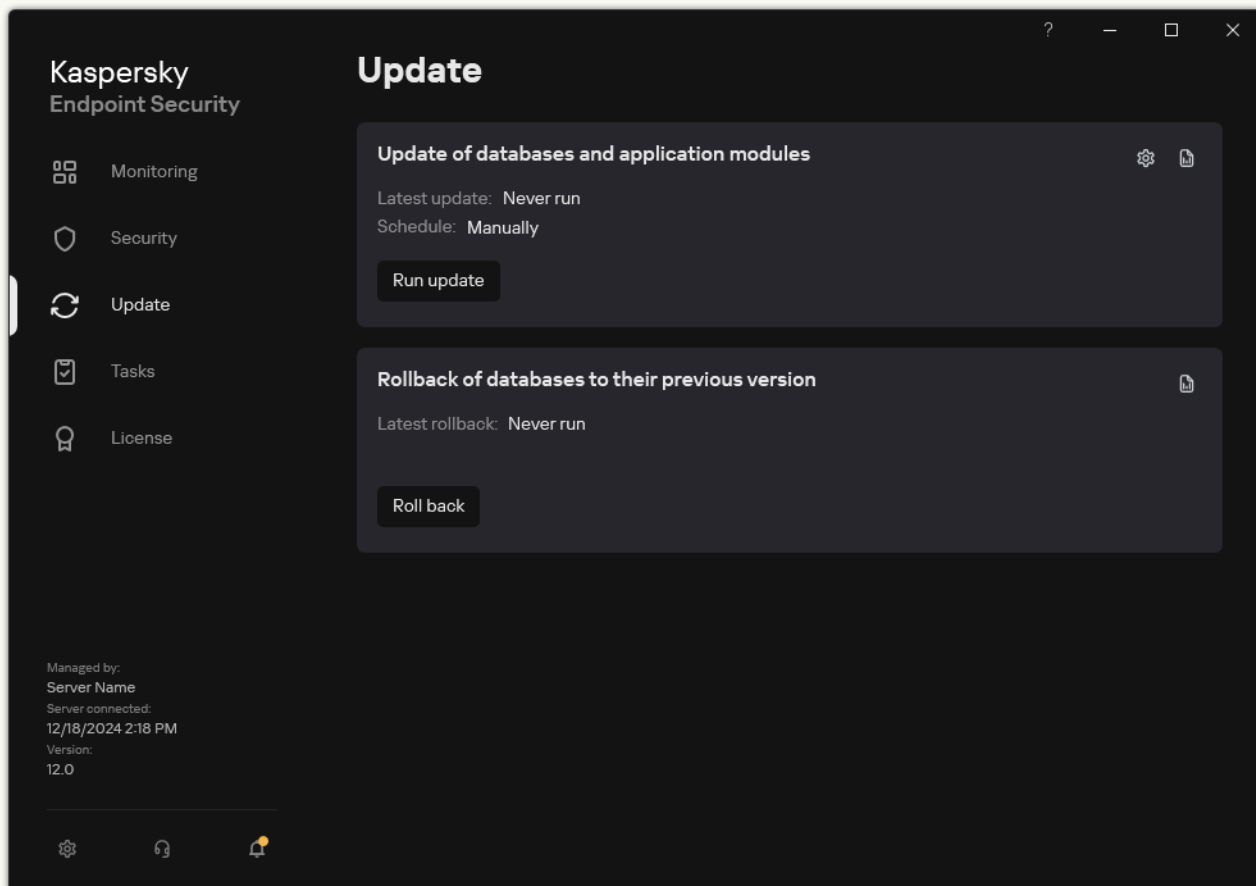 ?
Kaspersky
Endpoint Security
Monitoring
Security
Update
Tasks
License
Managed by:
Server Name
Server connected:
12/18/2024 2:18 PM
Version:
12.0
Update
Update of databases and application modules
Latest update: Never run
Schedule: Manually
Run update
Rollback of databases to their previous version
Latest rollback: Never run
Roll back